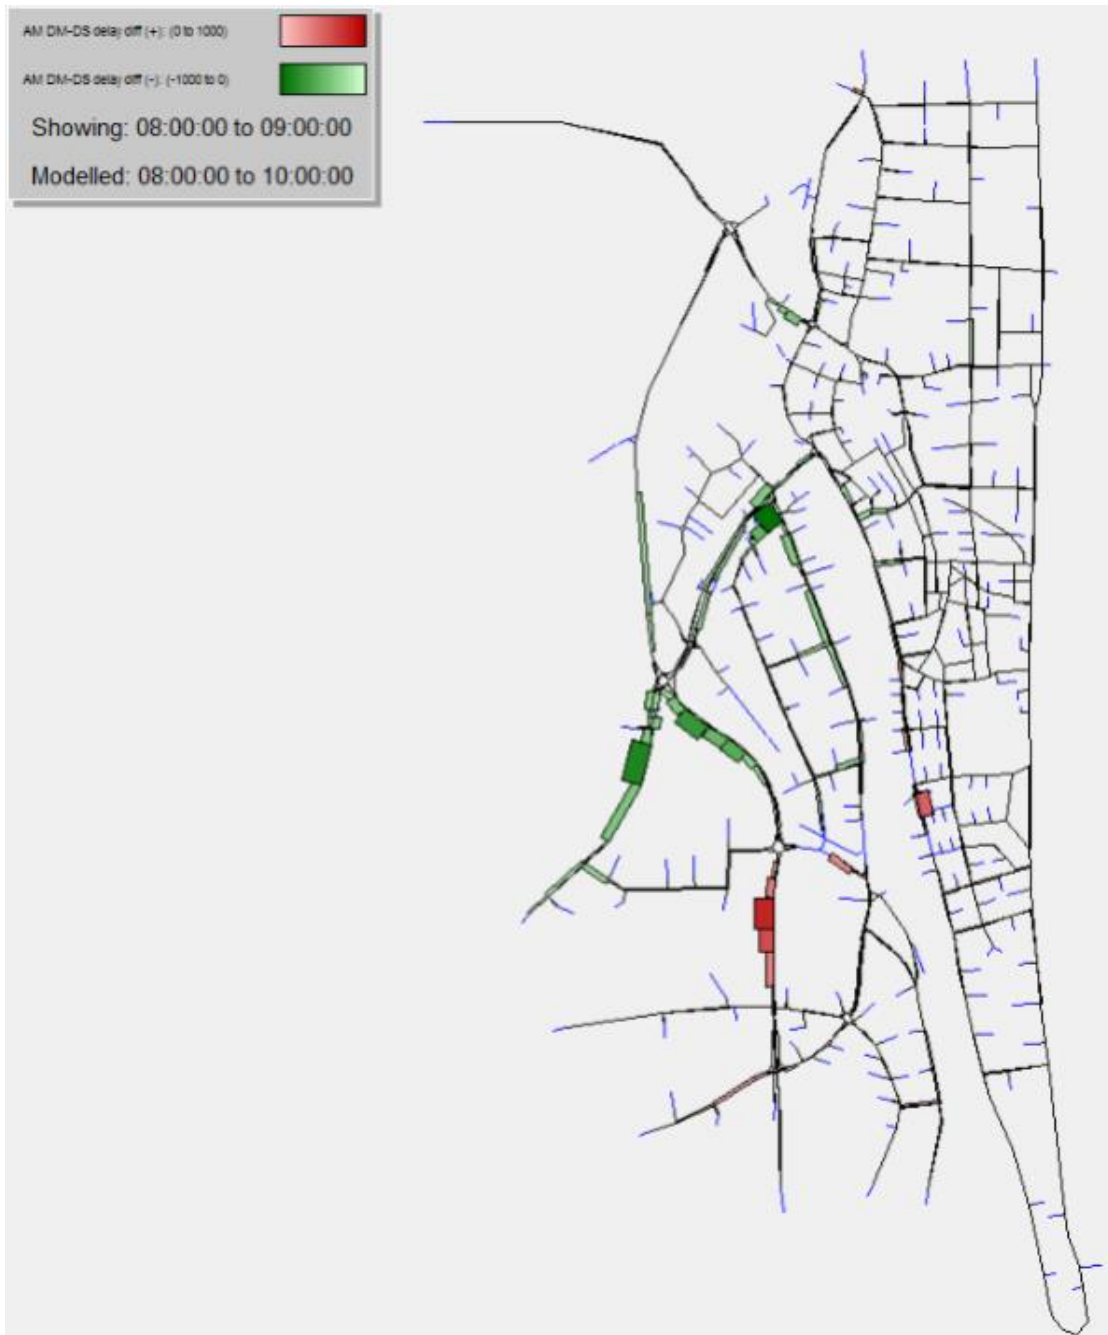 AM DM-DS delay diff (+): (0 to 1000)
AM DM-DS delay diff (-): (-1000 to 0)
Showing: 08:00:00 to 09:00:00
Modelled: 08:00:00 to 10:00:00